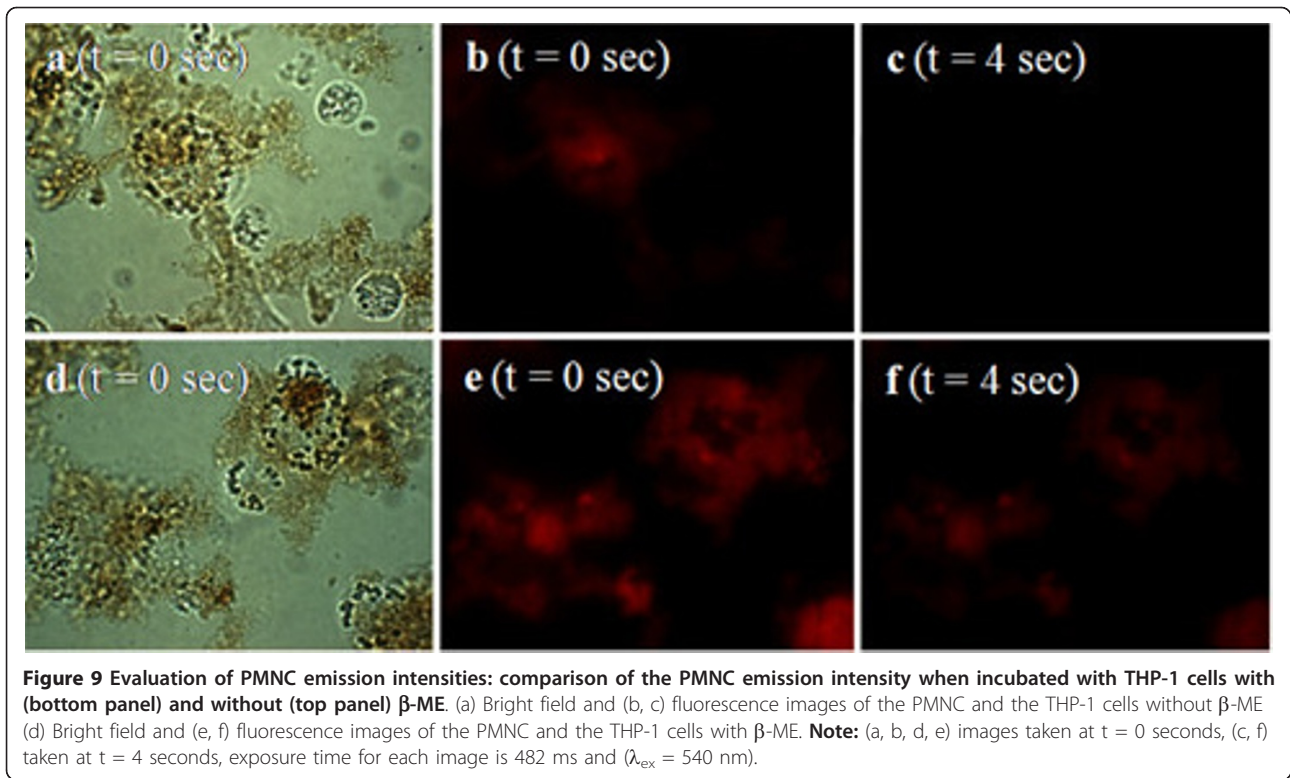 a (t = 0 sec)
b (t = 0 sec)
c (t = 4 sec)
d (t = 0 sec)
e (t = 0 sec)
f (t = 4 sec)
Figure 9 Evaluation of PMNC emission intensities: comparison of the PMNC emission intensity when incubated with THP-1 cells with
(bottom panel) and without (top panel) β-ME. (a) Bright field and (b, c) fluorescence images of the PMNC and the THP-1 cells without β-ME
(d) Bright field and (e, f) fluorescence images of the PMNC and the THP-1 cells with β-ME. Note: (a, b, d, e) images taken at t = 0 seconds, (c, f)
taken at t = 4 seconds, exposure time for each image is 482 ms and (λex = 540 nm).